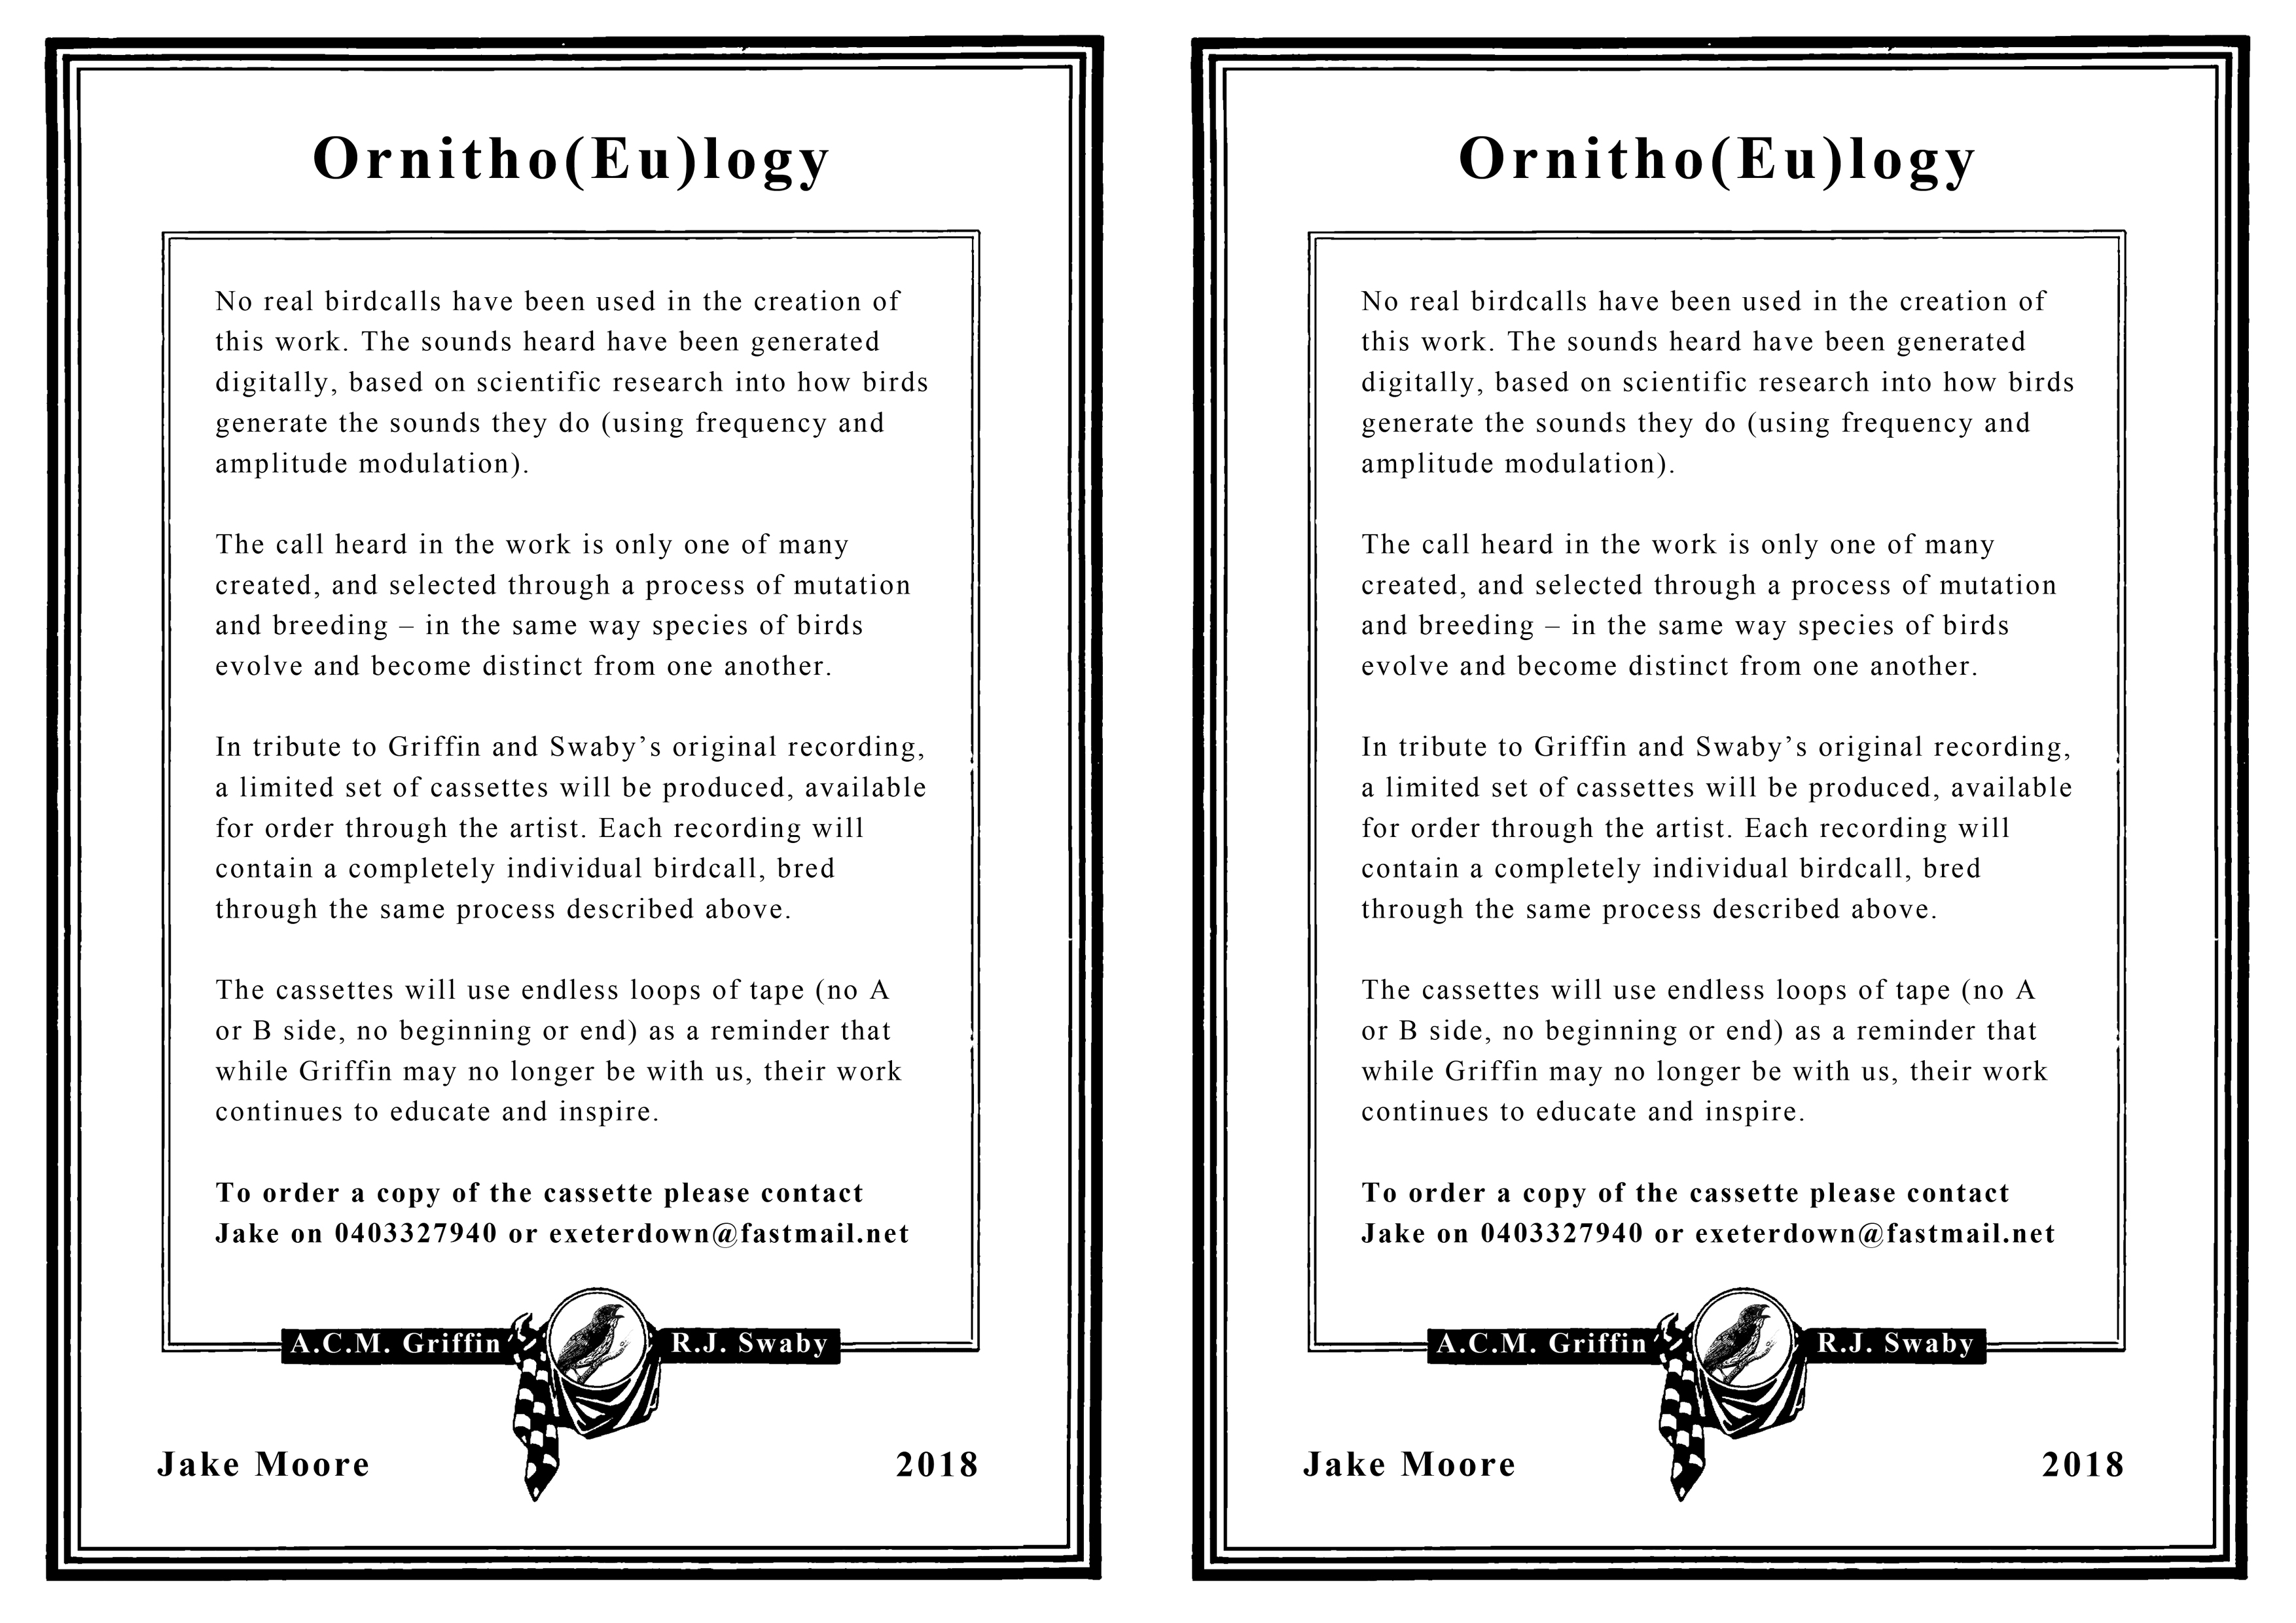 Ornitho(Eu)logy
No real birdcalls have been used in the creation of
this work. The sounds heard have been generated
digitally, based on scientific research into how birds
generate the sounds they do (using frequency and
amplitude modulation).
The call heard in the work is only one of many
created, and selected through a process of mutation
and breeding – in the same way species of birds
evolve and become distinct from one another.
In tribute to Griffin and Swaby’s original recording,
a limited set of cassettes will be produced, available
for order through the artist. Each recording will
contain a completely individual birdcall, bred
through the same process described above.
The cassettes will use endless loops of tape (no A
or B side, no beginning or end) as a reminder that
while Griffin may no longer be with us, their work
continues to educate and inspire.
To order a copy of the cassette please contact
Jake on 0403327940 or exeterdown@fastmail.net
A.C.M. Griffin R.J. Swaby
Jake Moore 2018
Ornitho(Eu)logy
No real birdcalls have been used in the creation of
this work. The sounds heard have been generated
digitally, based on scientific research into how birds
generate the sounds they do (using frequency and
amplitude modulation).
The call heard in the work is only one of many
created, and selected through a process of mutation
and breeding – in the same way species of birds
evolve and become distinct from one another.
In tribute to Griffin and Swaby’s original recording,
a limited set of cassettes will be produced, available
for order through the artist. Each recording will
contain a completely individual birdcall, bred
through the same process described above.
The cassettes will use endless loops of tape (no A
or B side, no beginning or end) as a reminder that
while Griffin may no longer be with us, their work
continues to educate and inspire.
To order a copy of the cassette please contact
Jake on 0403327940 or exeterdown@fastmail.net
A.C.M. Griffin R.J. Swaby
Jake Moore 2018